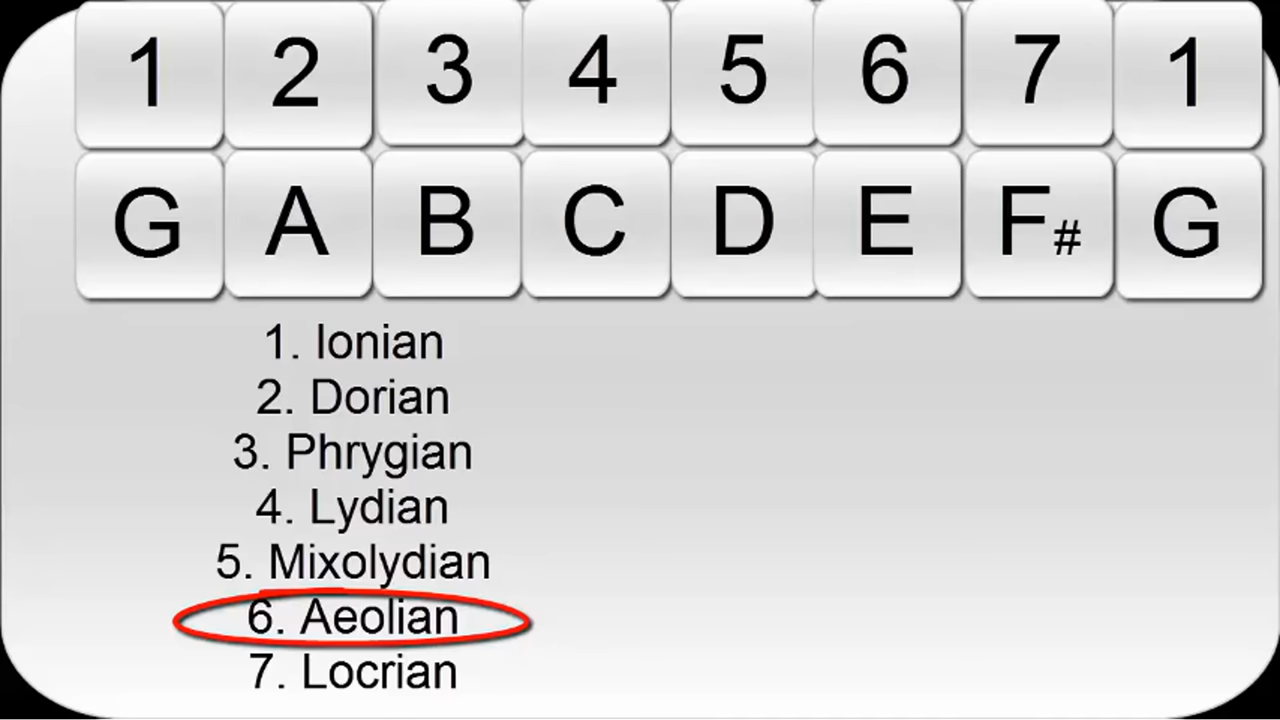 1 2 3 4 5 6 7 1
G A B C D E F# G
1. Ionian
2. Dorian
3. Phrygian
4. Lydian
5. Mixolydian
6. Aeolian
7. Locrian